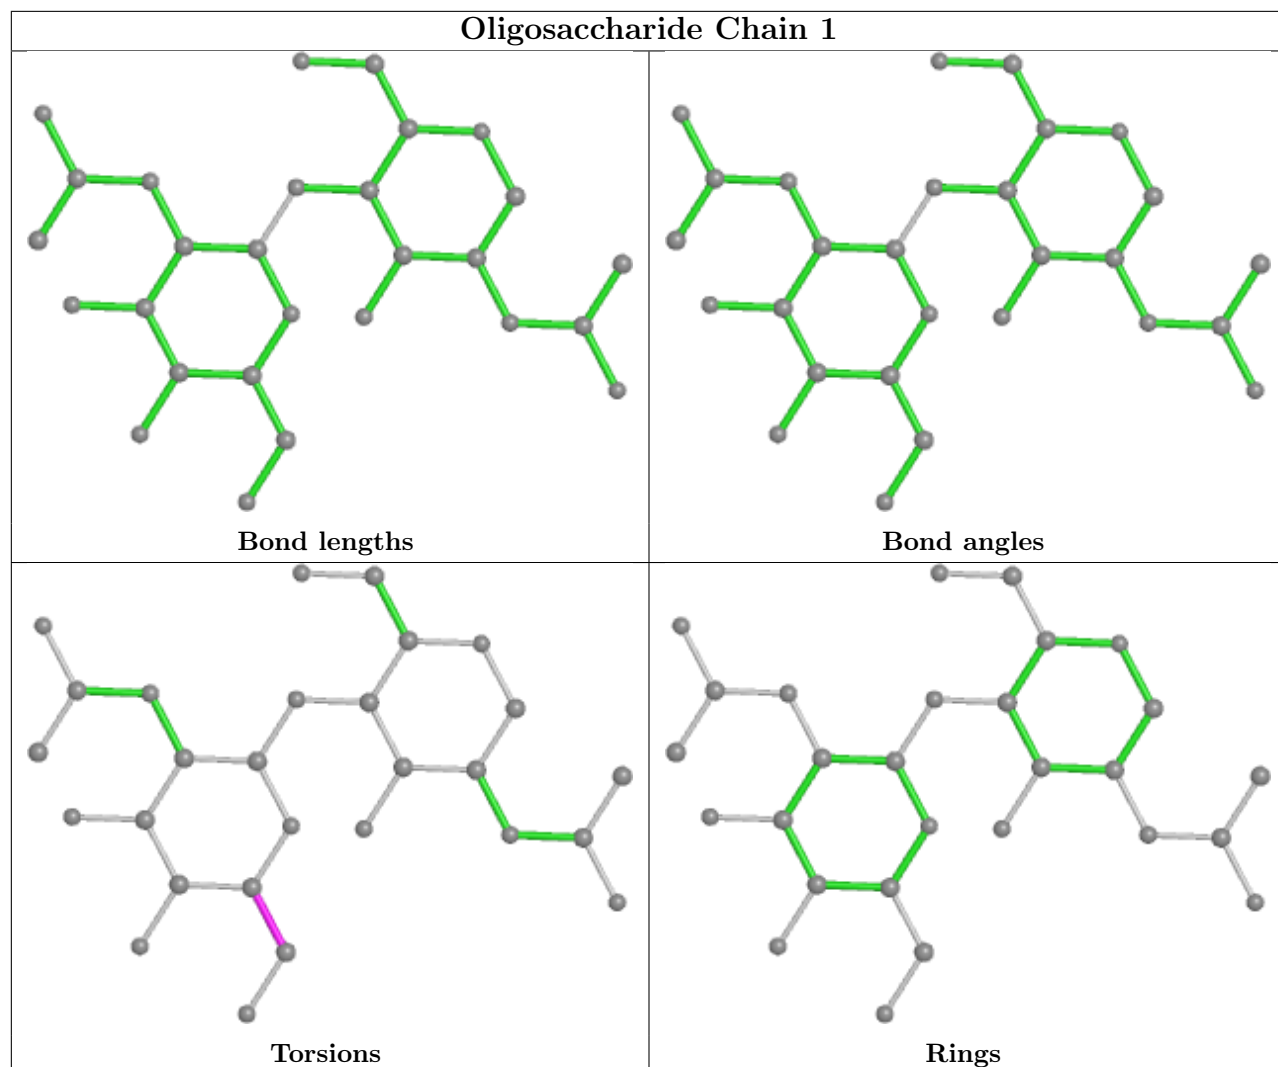 Oligosaccharide Chain 1
Bond lengths
Bond angles
Torsions
Rings